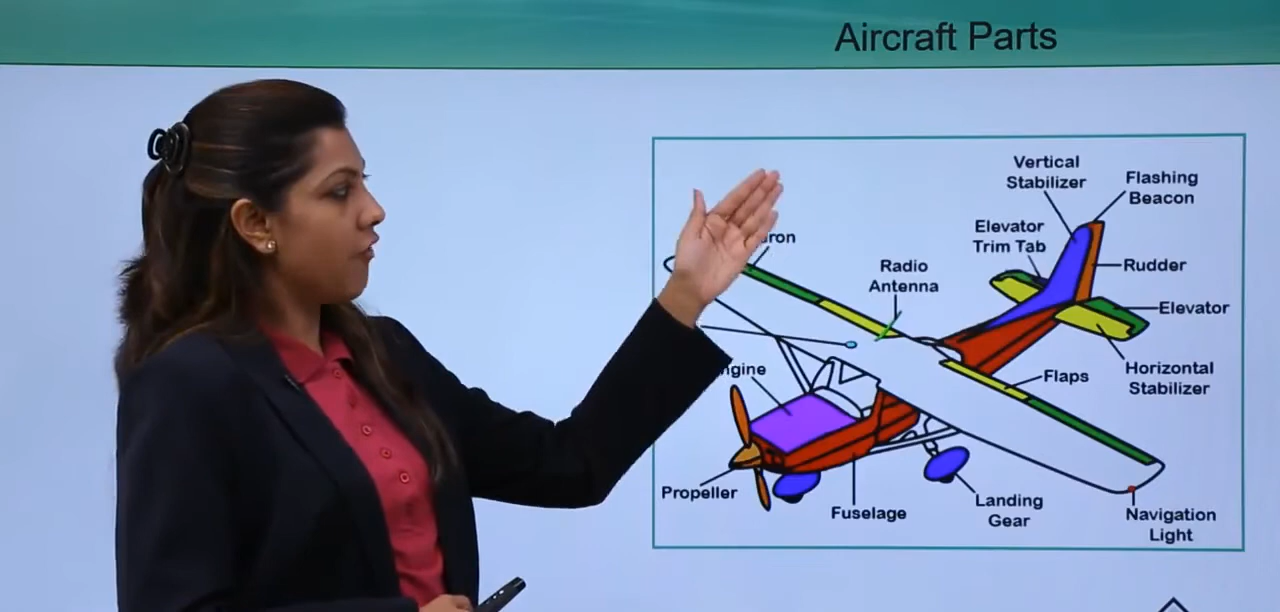 Aircraft Parts
Vertical
Stabilizer
Flashing
Beacon
Elevator
Trim Tab
Radio
Antenna
Rudder
Elevator
Horizontal
Stabilizer
Flaps
Propeller
Fuselage
Landing
Gear
Navigation
Light